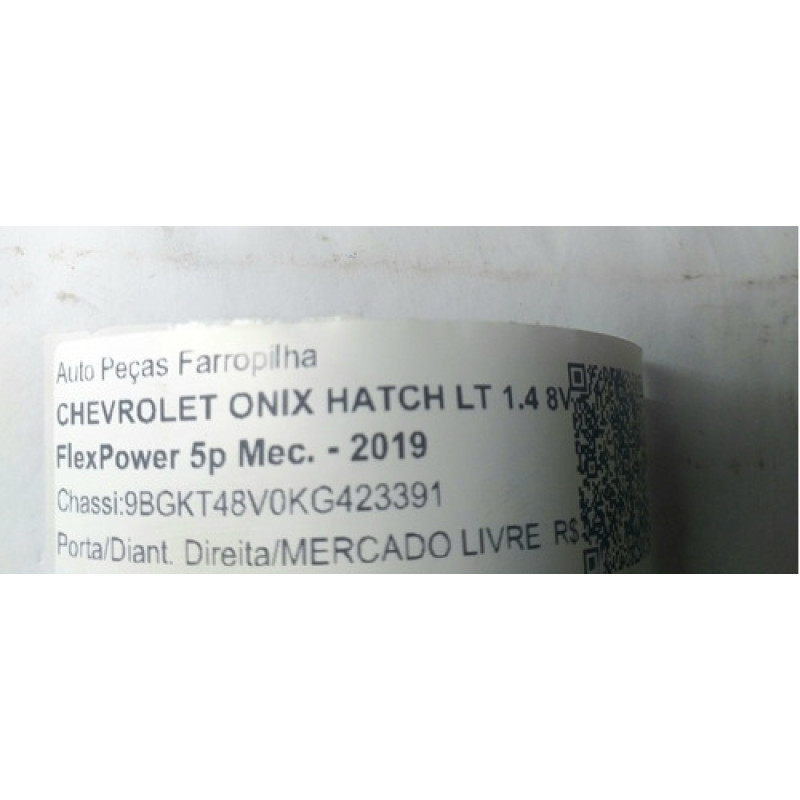 Auto Peças Farropilha
CHEVROLET ONIX HATCH LT 1.4 8V
FlexPower 5p Mec. - 2019
Chassi:9BGKT48V0KG423391
Porta/Diant. Direita/MERCADO LIVRE R$